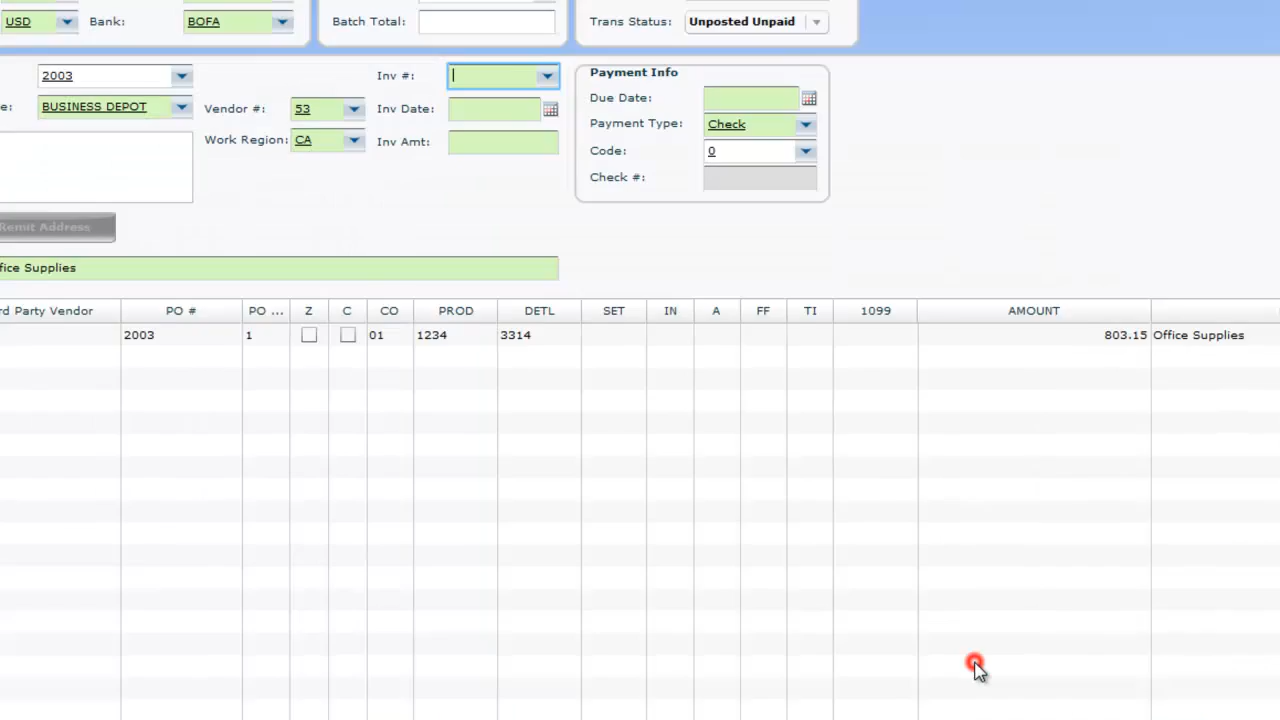 USD Bank: BOFA Batch Total: Trans Status: Unposted Unpaid
2003 Inv #: Payment Info
e: BUSINESS DEPOT Vendor #: 53 Inv Date: Due Date:
Work Region: CA Inv Amt: Payment Type: Check
Code: 0
Check #:
Remit Address
fice Supplies
rd Party Vendor PO # PO ... Z C CO PROD DETL SET IN A FF TI 1099 AMOUNT
2003 1 01 1234 3314 803.15 Office Supplies